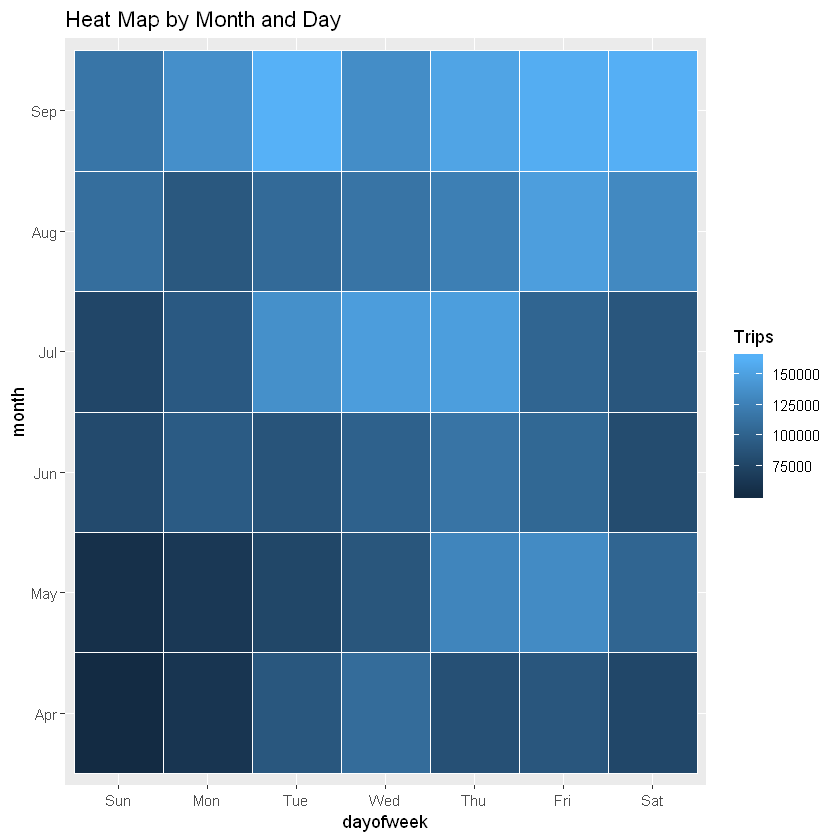 Heat Map by Month and Day
Sep
Aug
Jul
Jun
May
Apr
month
Sun Mon Tue Wed Thu Fri Sat
dayofweek
Trips
150000
125000
100000
75000